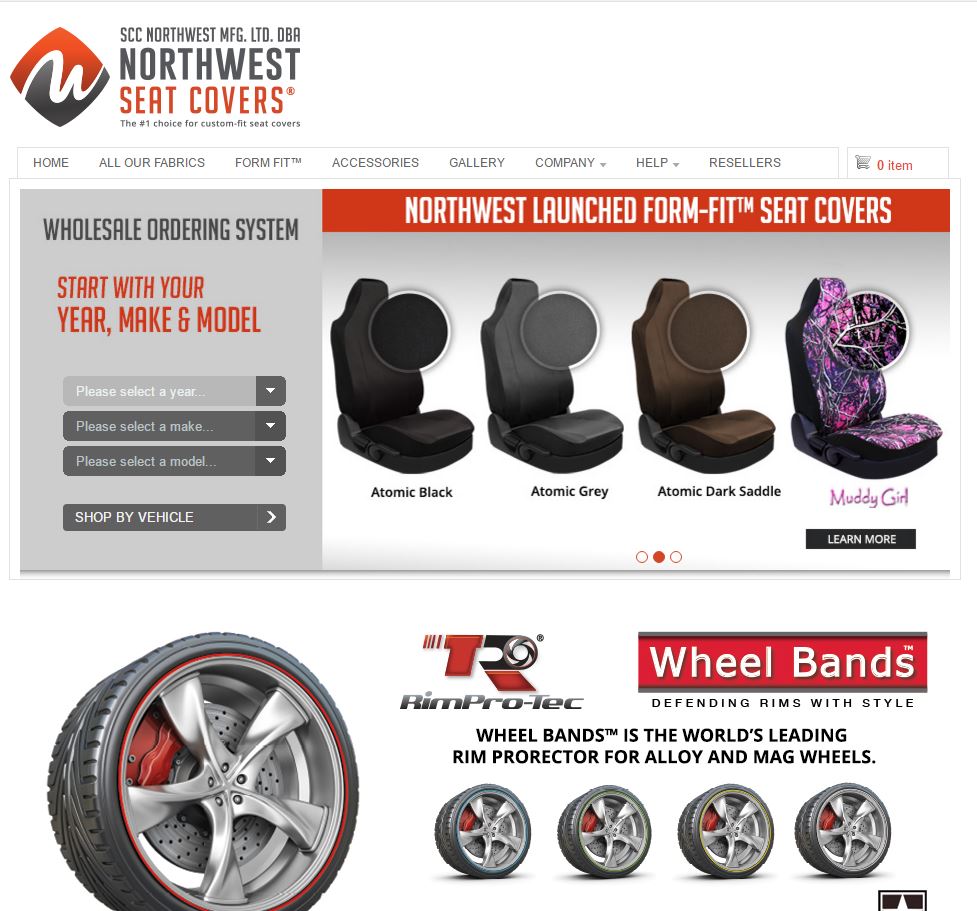 SCC NORTHWEST MFG. LTD. DBA
NORTHWEST
SEAT COVERS®
The #1 choice for custom-fit seat covers
HOME ALL OUR FABRICS FORM FIT™ ACCESSORIES GALLERY COMPANY HELP RESELLERS 0 item
WHOLESALE ORDERING SYSTEM
START WITH YOUR
YEAR, MAKE & MODEL
Please select a year...
Please select a make...
Please select a model...
SHOP BY VEHICLE
NORTHWEST LAUNCHED FORM-FIT™ SEAT COVERS
Atomic Black Atomic Grey Atomic Dark Saddle Muddy Girl
LEARN MORE
TR®
RimPro-Tec
Wheel Bands™
DEFENDING RIMS WITH STYLE
WHEEL BANDS™ IS THE WORLD'S LEADING
RIM PRORECTOR FOR ALLOY AND MAG WHEELS.